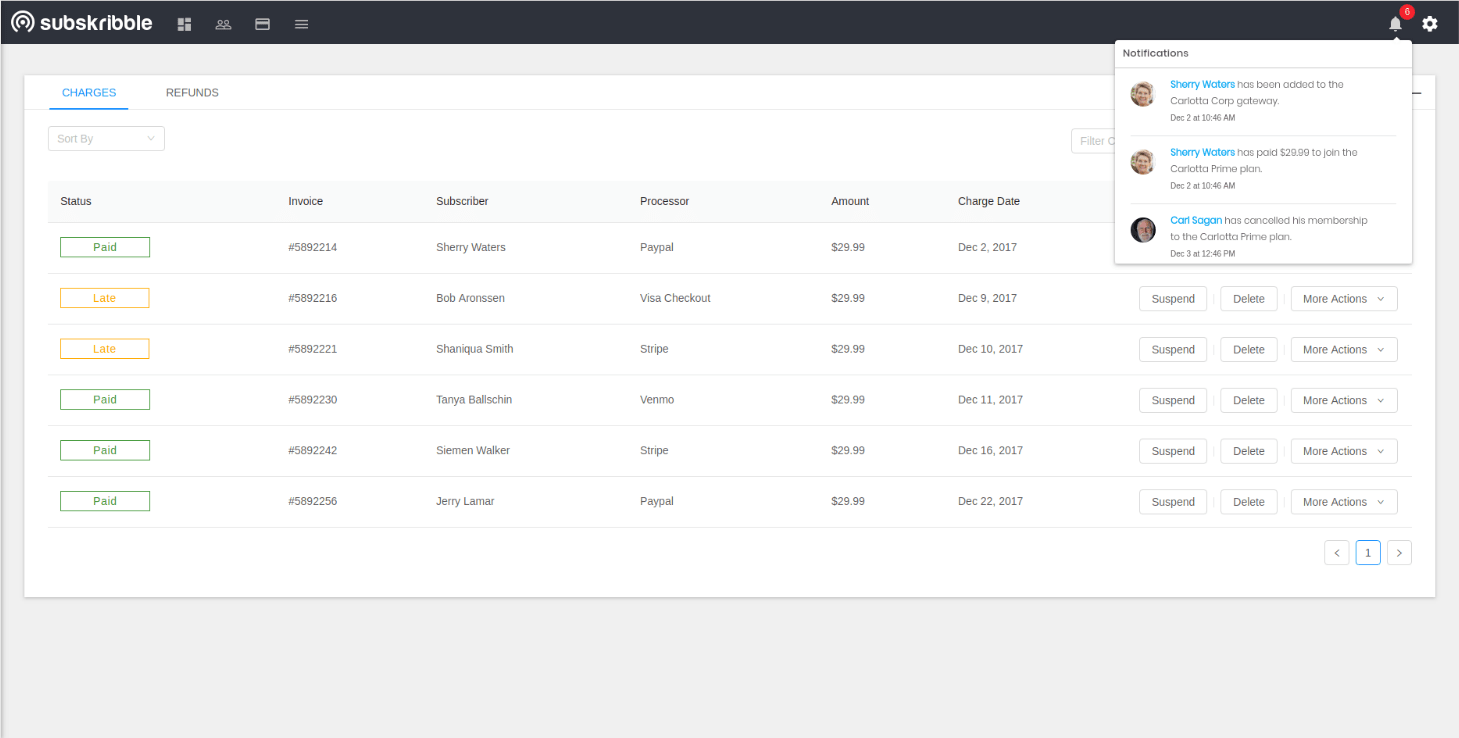 subskribble
6
Notifications
Sherry Waters has been added to the
Carlotta Corp gateway.
Dec 2 at 10:46 AM
Sherry Waters has paid $29.99 to join the
Carlotta Prime plan.
Dec 2 at 10:46 AM
Carl Sagan has cancelled his membership
to the Carlotta Prime plan.
Dec 3 at 12:46 PM
CHARGES REFUNDS
Sort By Filter
Status Invoice Subscriber Processor Amount Charge Date
Paid #5892214 Sherry Waters Paypal $29.99 Dec 2, 2017
Late #5892216 Bob Aronssen Visa Checkout $29.99 Dec 9, 2017 Suspend Delete More Actions
Late #5892221 Shaniqua Smith Stripe $29.99 Dec 10, 2017 Suspend Delete More Actions
Paid #5892230 Tanya Ballschin Venmo $29.99 Dec 11, 2017 Suspend Delete More Actions
Paid #5892242 Siemen Walker Stripe $29.99 Dec 16, 2017 Suspend Delete More Actions
Paid #5892256 Jerry Lamar Paypal $29.99 Dec 22, 2017 Suspend Delete More Actions
1